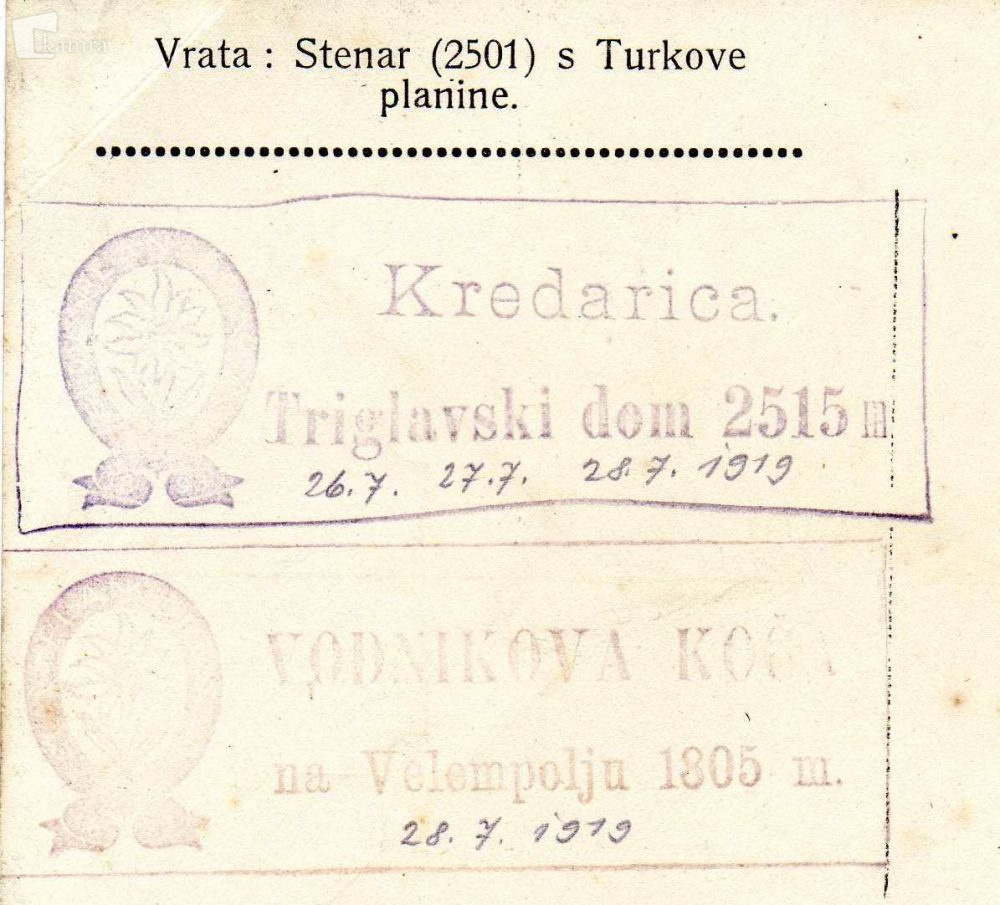 Kamra
Vrata : Stenar (2501) s Turkove
planine.
Kredarica.
Triglavski dom 2515 m
26.7. 27.7. 28.7. 1919
VODNIKOVA KOČA
na Velempolju 1805 m.
28. 7. 1919